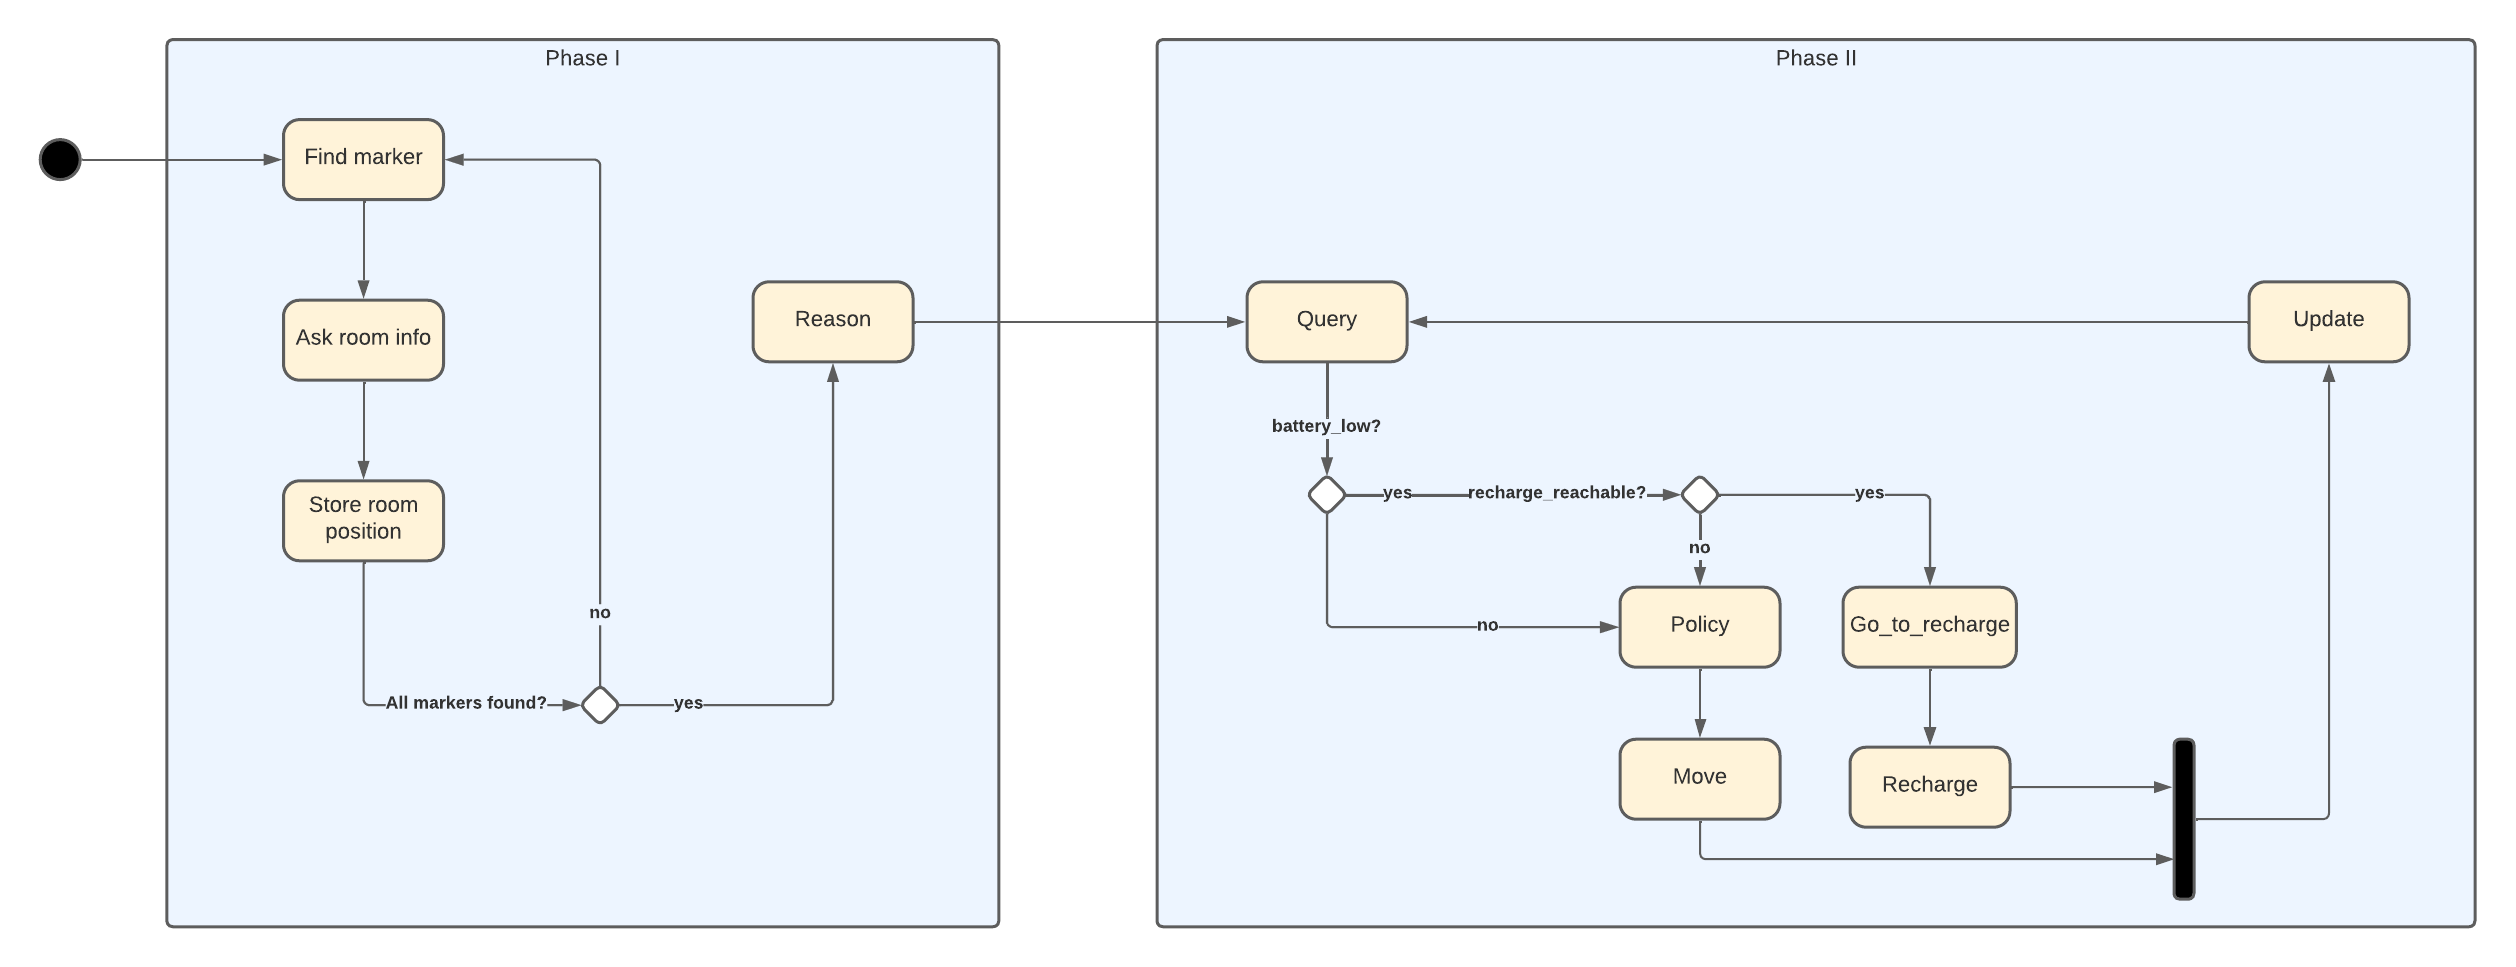 Phase I
Find marker
Ask room info
Store room
position
All markers found?
no
yes
Reason
Phase II
Query
Update
battery_low?
yes
recharge_reachable?
yes
no
no
Policy
Go_to_recharge
Move
Recharge